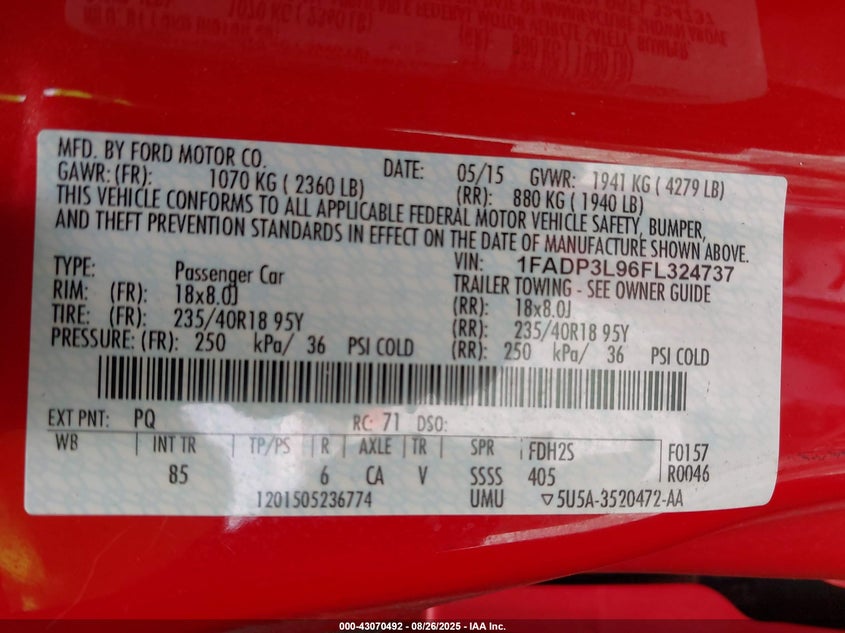 MFD. BY FORD MOTOR CO. DATE: 05/15 GVWR: 1941 KG ( 4279 LB)
GAWR: (FR): 1070 KG ( 2360 LB) (RR): 880 KG ( 1940 LB)
THIS VEHICLE CONFORMS TO ALL APPLICABLE FEDERAL MOTOR VEHICLE SAFETY, BUMPER,
AND THEFT PREVENTION STANDARDS IN EFFECT ON THE DATE OF MANUFACTURE SHOWN ABOVE.
VIN: 1FADP3L96FL324737
TYPE: Passenger Car TRAILER TOWING - SEE OWNER GUIDE
RIM: (FR): 18x8.0J (RR): 18x8.0J
TIRE: (FR): 235/40R18 95Y (RR): 235/40R18 95Y
PRESSURE: (FR): 250 kPa/ 36 PSI COLD (RR): 250 kPa/ 36 PSI COLD
EXT PNT: PQ RC: 71 DSO:
WB INT TR TP/PS R AXLE TR SPR FDH2S F0157
85 6 CA V SSSS 405 R0046
1201505236774 UMU ▽5U5A-3520472-AA
000-43070492 - 08/26/2025 - IAA Inc.